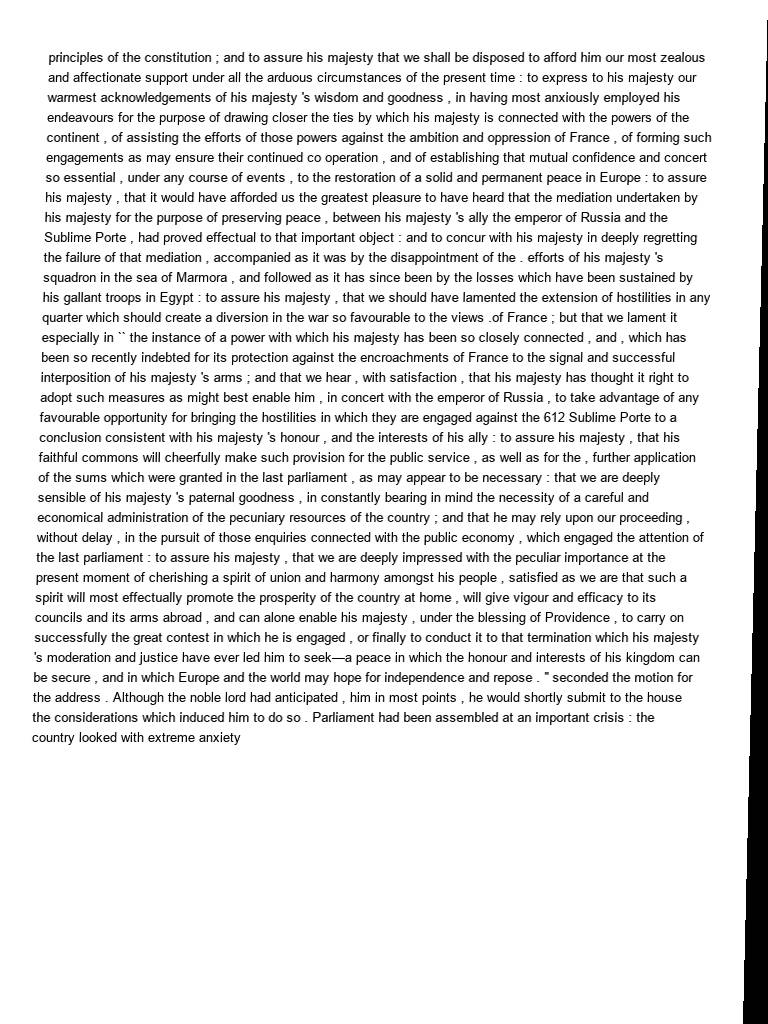 principles of the constitution ; and to assure his majesty that we shall be disposed to afford him our most zealous
and affectionate support under all the arduous circumstances of the present time : to express to his majesty our
warmest acknowledgements of his majesty 's wisdom and goodness , in having most anxiously employed his
endeavours for the purpose of drawing closer the ties by which his majesty is connected with the powers of the
continent , of assisting the efforts of those powers against the ambition and oppression of France , of forming such
engagements as may ensure their continued co operation , and of establishing that mutual confidence and concert
so essential , under any course of events , to the restoration of a solid and permanent peace in Europe : to assure
his majesty , that it would have afforded us the greatest pleasure to have heard that the mediation undertaken by
his majesty for the purpose of preserving peace , between his majesty 's ally the emperor of Russia and the
Sublime Porte , had proved effectual to that important object : and to concur with his majesty in deeply regretting
the failure of that mediation , accompanied as it was by the disappointment of the . efforts of his majesty 's
squadron in the sea of Marmora , and followed as it has since been by the losses which have been sustained by
his gallant troops in Egypt : to assure his majesty , that we should have lamented the extension of hostilities in any
quarter which should create a diversion in the war so favourable to the views .of France ; but that we lament it
especially in `` the instance of a power with which his majesty has been so closely connected , and , which has
been so recently indebted for its protection against the encroachments of France to the signal and successful
interposition of his majesty 's arms ; and that we hear , with satisfaction , that his majesty has thought it right to
adopt such measures as might best enable him , in concert with the emperor of Russia , to take advantage of any
favourable opportunity for bringing the hostilities in which they are engaged against the 612 Sublime Porte to a
conclusion consistent with his majesty 's honour , and the interests of his ally : to assure his majesty , that his
faithful commons will cheerfully make such provision for the public service , as well as for the , further application
of the sums which were granted in the last parliament , as may appear to be necessary : that we are deeply
sensible of his majesty 's paternal goodness , in constantly bearing in mind the necessity of a careful and
economical administration of the pecuniary resources of the country ; and that he may rely upon our proceeding ,
without delay , in the pursuit of those enquiries connected with the public economy , which engaged the attention of
the last parliament : to assure his majesty , that we are deeply impressed with the peculiar importance at the
present moment of cherishing a spirit of union and harmony amongst his people , satisfied as we are that such a
spirit will most effectually promote the prosperity of the country at home , will give vigour and efficacy to its
councils and its arms abroad , and can alone enable his majesty , under the blessing of Providence , to carry on
successfully the great contest in which he is engaged , or finally to conduct it to that termination which his majesty
's moderation and justice have ever led him to seek—a peace in which the honour and interests of his kingdom can
be secure , and in which Europe and the world may hope for independence and repose . " seconded the motion for
the address . Although the noble lord had anticipated , him in most points , he would shortly submit to the house
the considerations which induced him to do so . Parliament had been assembled at an important crisis : the
country looked with extreme anxiety